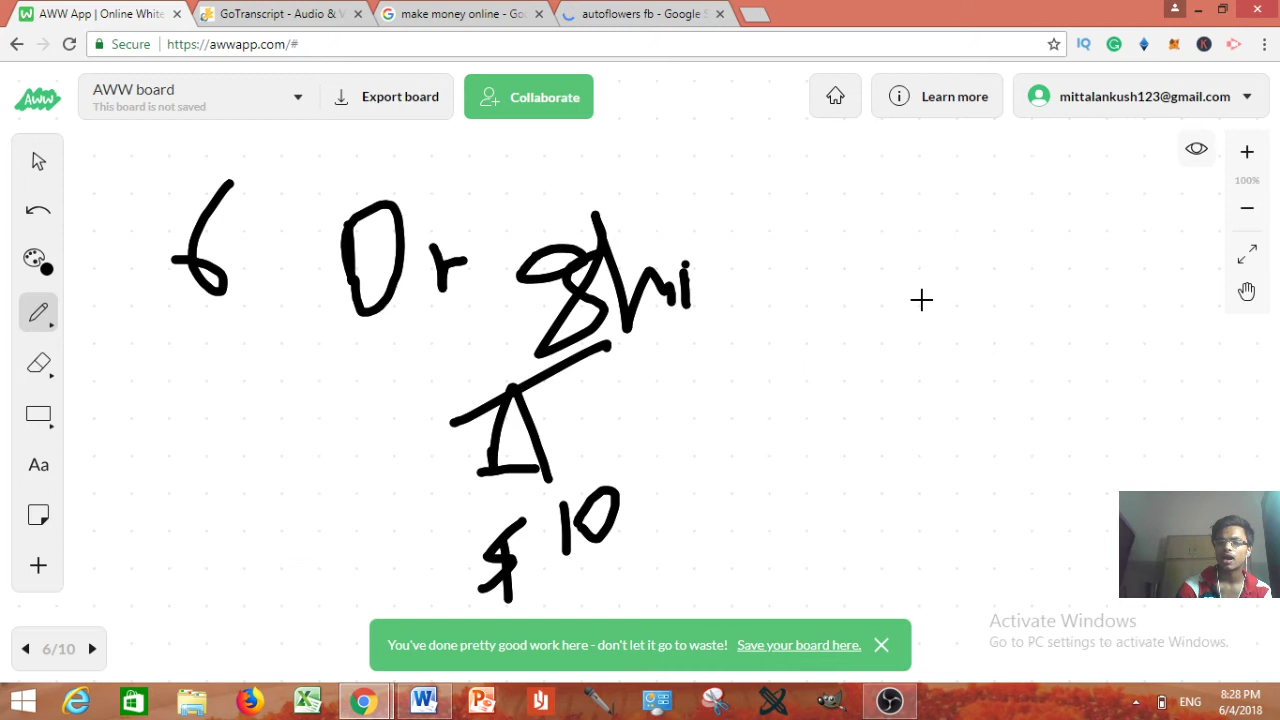 AWW App | Online White
GoTranscript - Audio & V
make money online - Goo
autoflowers fb - Google S
Secure
https://awwapp.com/#
AWW
AWW board
This board is not saved
Export board
Collaborate
Learn more
mittalankush123@gmail.com
100%
6 Or
$ 10
Aa
6/10
You've done pretty good work here - don't let it go to waste! Save your board here.
Activate Windows
Go to PC settings to activate Windows.
ENG
8:28 PM
6/4/2018